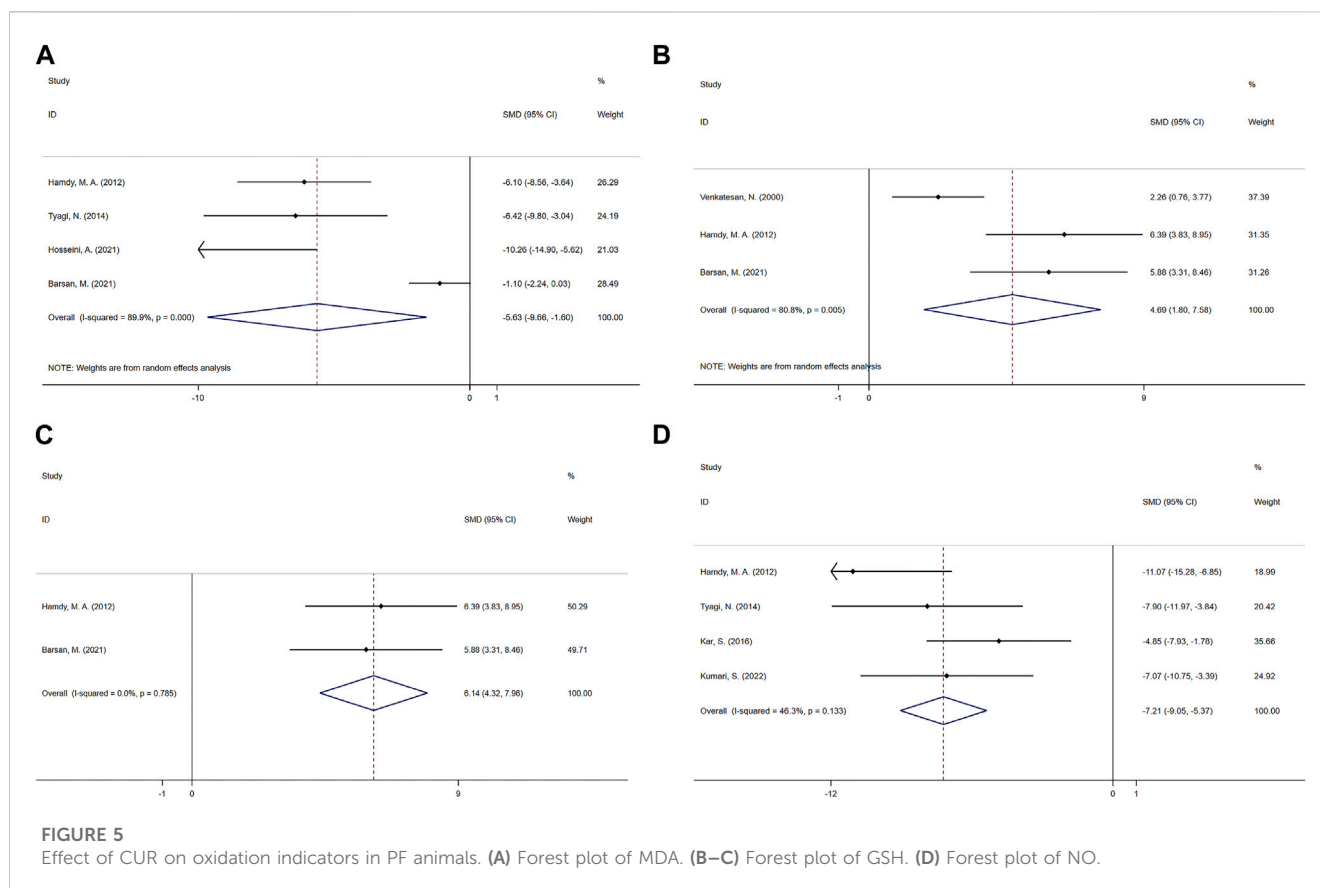 A
Study %
ID SMD (95% CI) Weight
Hamdy, M. A. (2012) -6.10 (-8.56, -3.64) 26.29
Tyagi, N. (2014) -6.42 (-9.80, -3.04) 24.19
Hosseini, A. (2021) -10.26 (-14.90, -5.62) 21.03
Barsan, M. (2021) -1.10 (-2.24, 0.03) 28.49
Overall (I-squared = 89.9%, p = 0.000) -5.63 (-9.66, -1.60) 100.00
NOTE: Weights are from random effects analysis
-10 0 1
B
Study %
ID SMD (95% CI) Weight
Venkatesan, N. (2000) 2.26 (0.76, 3.77) 37.39
Hamdy, M. A. (2012) 6.39 (3.83, 8.95) 31.35
Barsan, M. (2021) 5.88 (3.31, 8.46) 31.26
Overall (I-squared = 80.8%, p = 0.005) 4.69 (1.80, 7.58) 100.00
NOTE: Weights are from random effects analysis
-1 0 9
C
Study %
ID SMD (95% CI) Weight
Hamdy, M. A. (2012) 6.39 (3.83, 8.95) 50.29
Barsan, M. (2021) 5.88 (3.31, 8.46) 49.71
Overall (I-squared = 0.0%, p = 0.785) 6.14 (4.32, 7.96) 100.00
-1 0 9
D
Study %
ID SMD (95% CI) Weight
Hamdy, M. A. (2012) -11.07 (-15.28, -6.85) 18.99
Tyagi, N. (2014) -7.90 (-11.97, -3.84) 20.42
Kar, S. (2016) -4.85 (-7.93, -1.78) 35.66
Kumari, S. (2022) -7.07 (-10.75, -3.39) 24.92
Overall (I-squared = 46.3%, p = 0.133) -7.21 (-9.05, -5.37) 100.00
-12 0 1
FIGURE 5
Effect of CUR on oxidation indicators in PF animals. (A) Forest plot of MDA. (B–C) Forest plot of GSH. (D) Forest plot of NO.